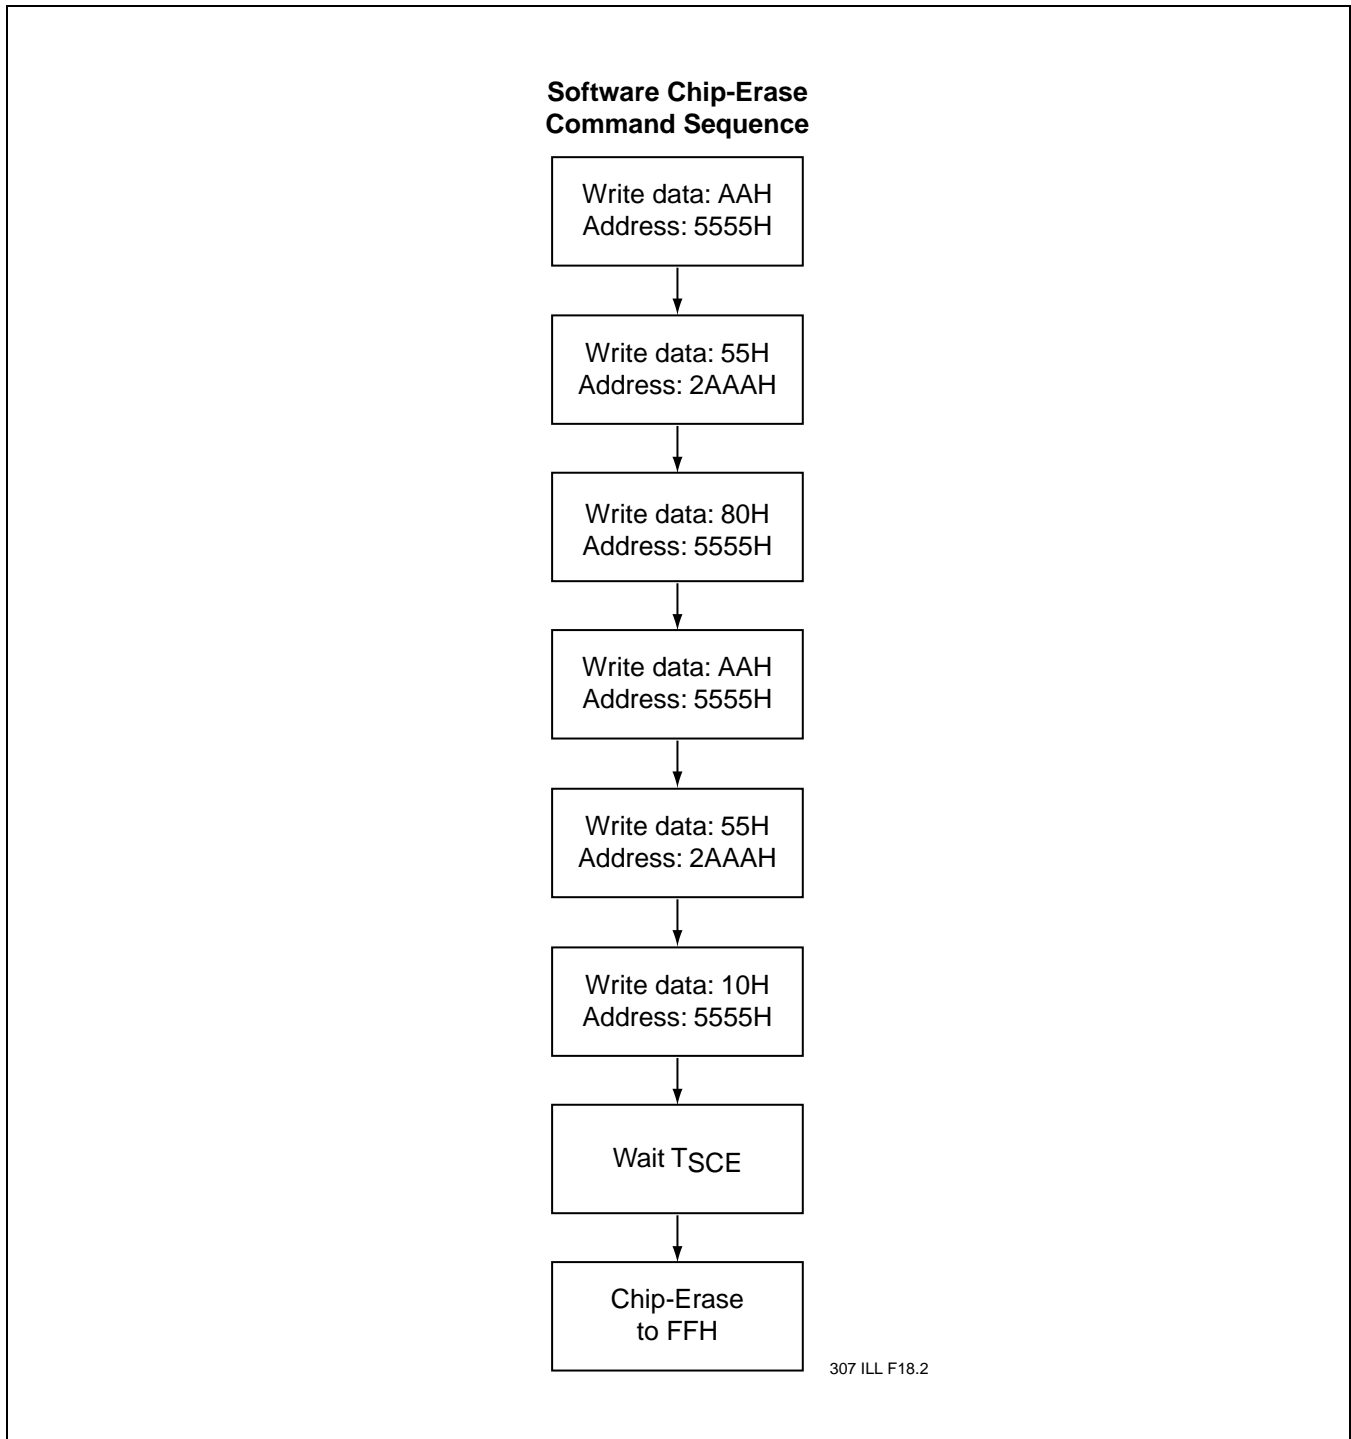 Software Chip-Erase
Command Sequence
Write data: AAH
Address: 5555H
Write data: 55H
Address: 2AAAH
Write data: 80H
Address: 5555H
Write data: AAH
Address: 5555H
Write data: 55H
Address: 2AAAH
Write data: 10H
Address: 5555H
Wait TSCE
Chip-Erase
to FFH
307 ILL F18.2